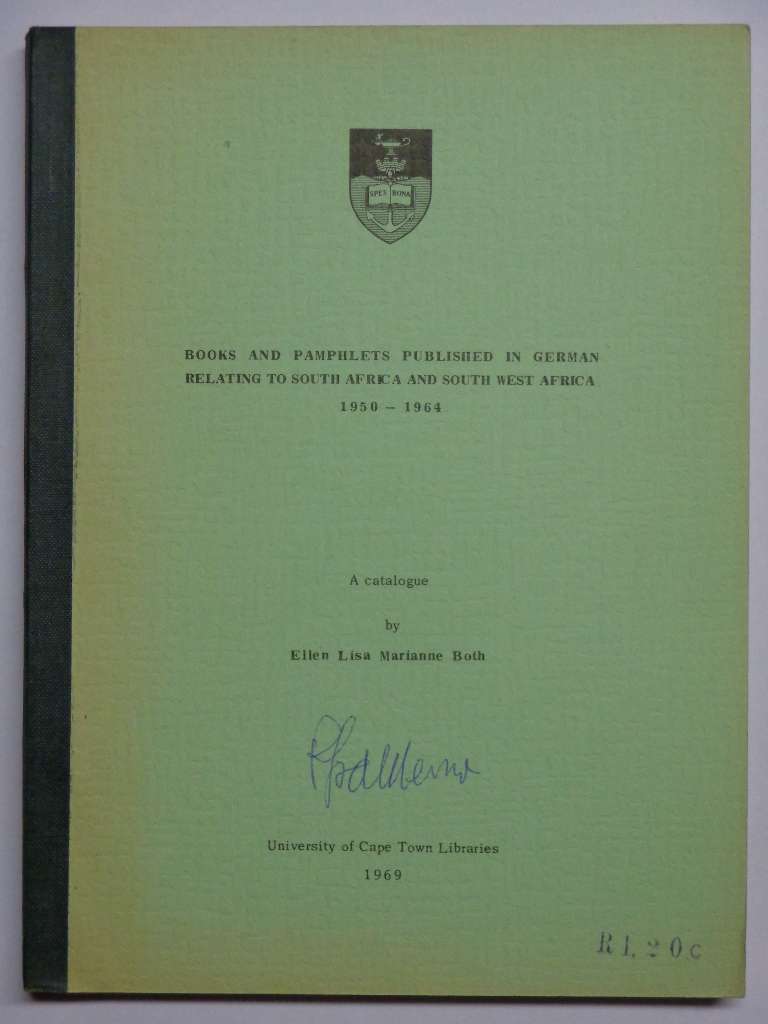 SPES BONA
BOOKS AND PAMPHLETS PUBLISHED IN GERMAN
RELATING TO SOUTH AFRICA AND SOUTH WEST AFRICA
1950 – 1964
A catalogue
by
Ellen Lisa Marianne Both
University of Cape Town Libraries
1969
R1.20c